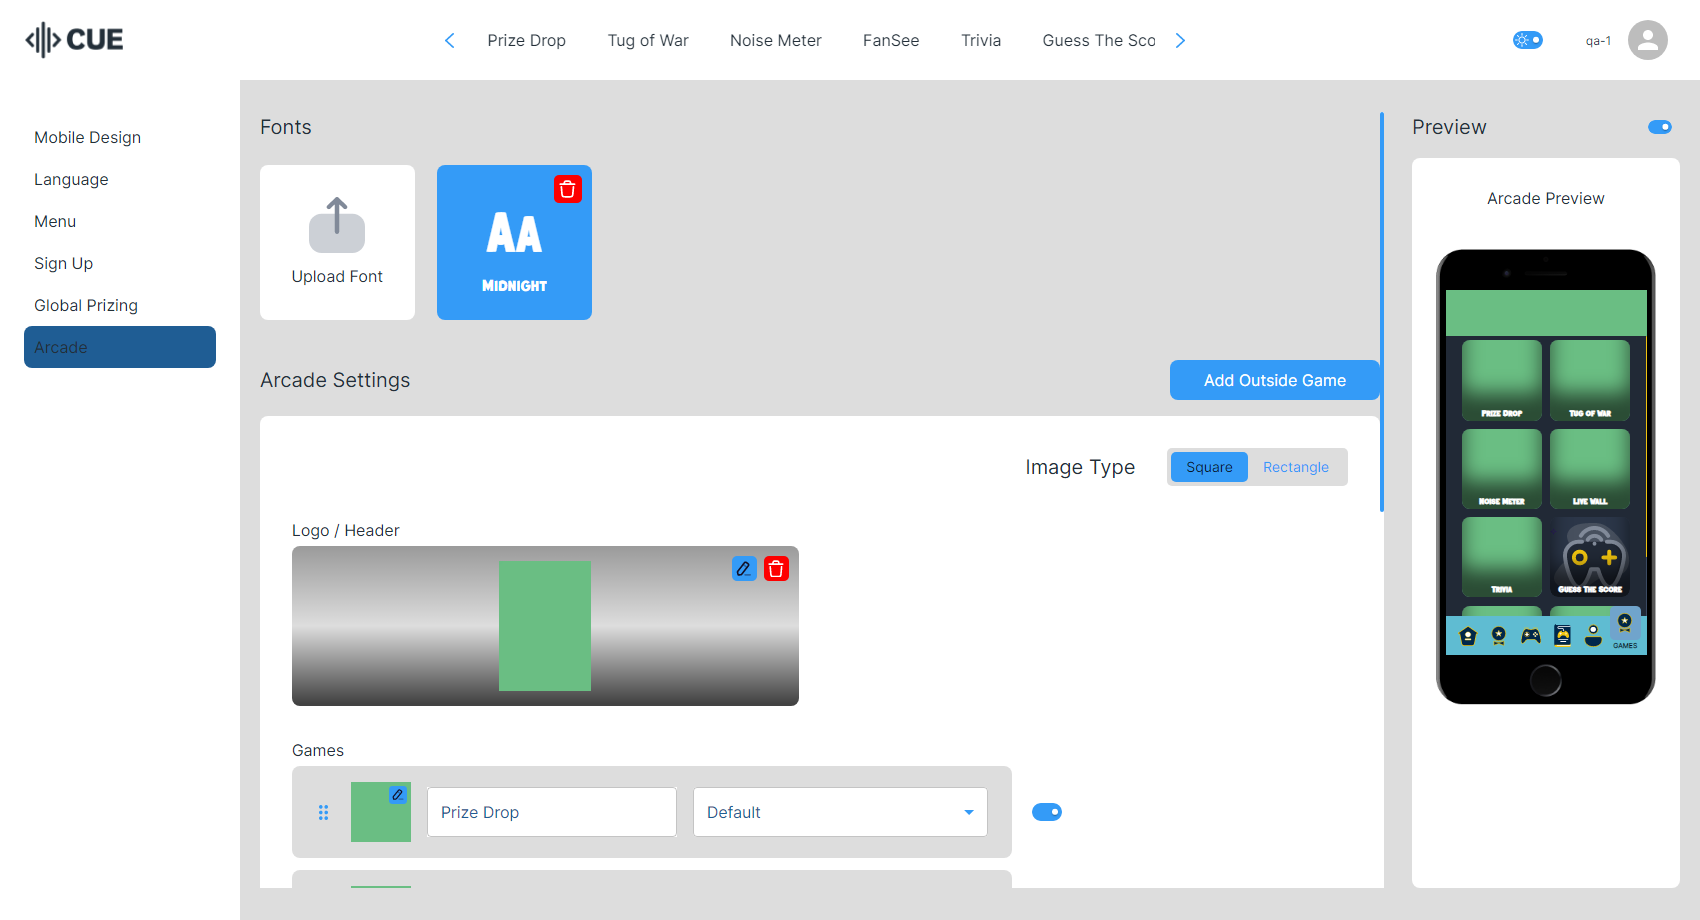 CUE
Prize Drop
Tug of War
Noise Meter
FanSee
Trivia
Guess The Sco
qa-1
Mobile Design
Language
Menu
Sign Up
Global Prizing
Arcade
Fonts
Upload Font
AA
MIDNIGHT
Arcade Settings
Add Outside Game
Image Type
Square
Rectangle
Logo / Header
Games
Prize Drop
Default
Preview
Arcade Preview
PRIZE DROP
TUG OF WAR
NOISE METER
LIVE WALL
TRIVIA
GUESS THE SCORE
GAMES